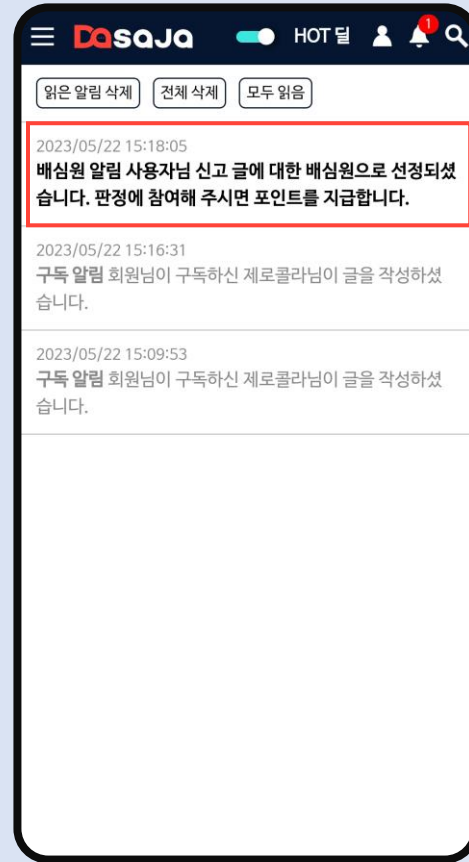 DasaJa HOT딜 1
읽은 알림 삭제 전체 삭제 모두 읽음
2023/05/22 15:18:05
배심원 알림 사용자님 신고 글에 대한 배심원으로 선정되셨
습니다. 판정에 참여해 주시면 포인트를 지급합니다.
2023/05/22 15:16:31
구독 알림 회원님이 구독하신 제로콜라님이 글을 작성하셨
습니다.
2023/05/22 15:09:53
구독 알림 회원님이 구독하신 제로콜라님이 글을 작성하셨
습니다.